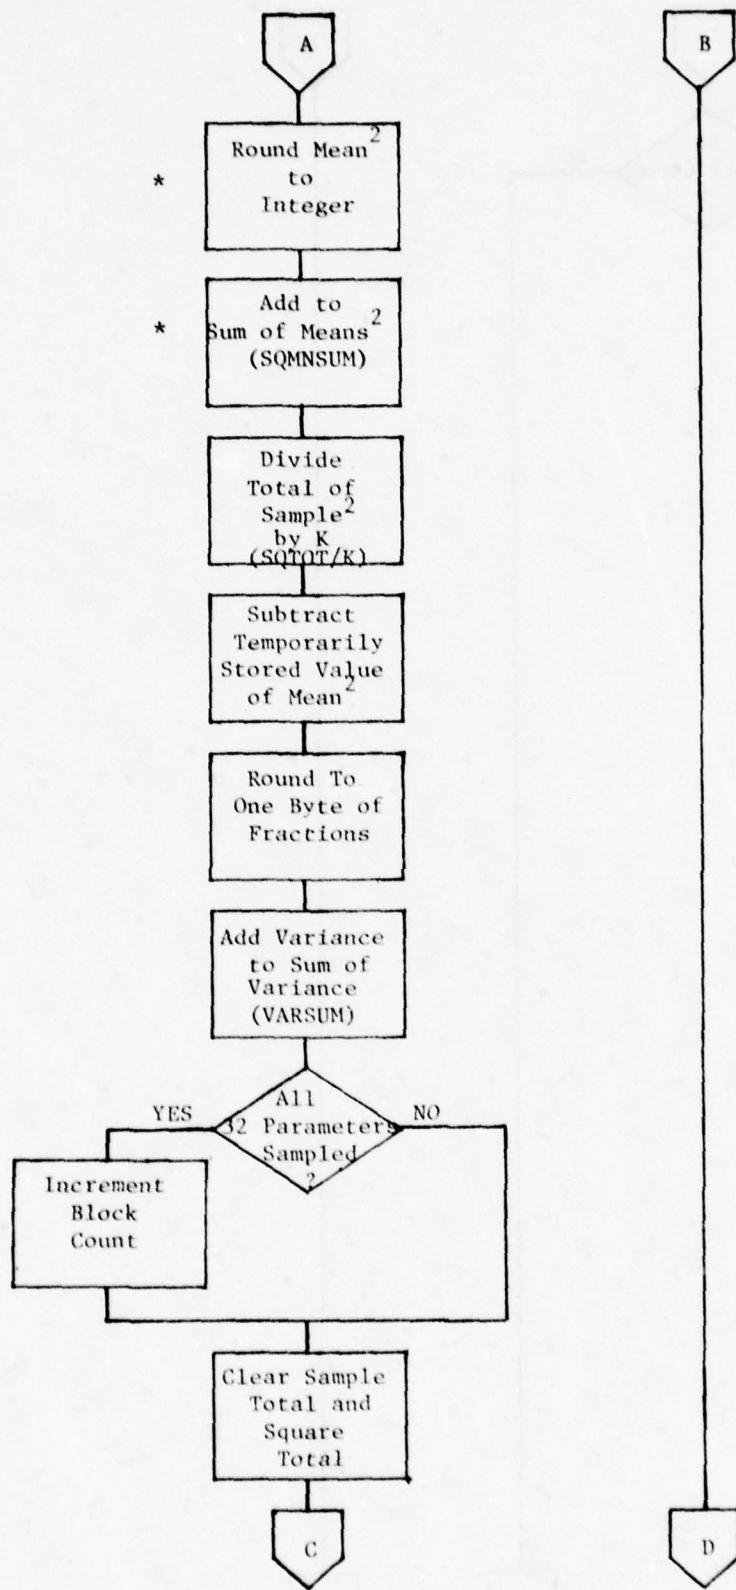 A
B
Round Mean²
*
to
Integer
Add to
*
Sum of Means²
(SQMNSUM)
Divide
Total of
Sample²
by K
(SQTOT/K)
Subtract
Temporarily
Stored Value
of Mean²
Round To
One Byte of
Fractions
Add Variance
to Sum of
Variance
(VARSUM)
All
YES
NO
32 Parameters
Sampled
?
Increment
Block
Count
Clear Sample
Total and
Square
Total
C
D